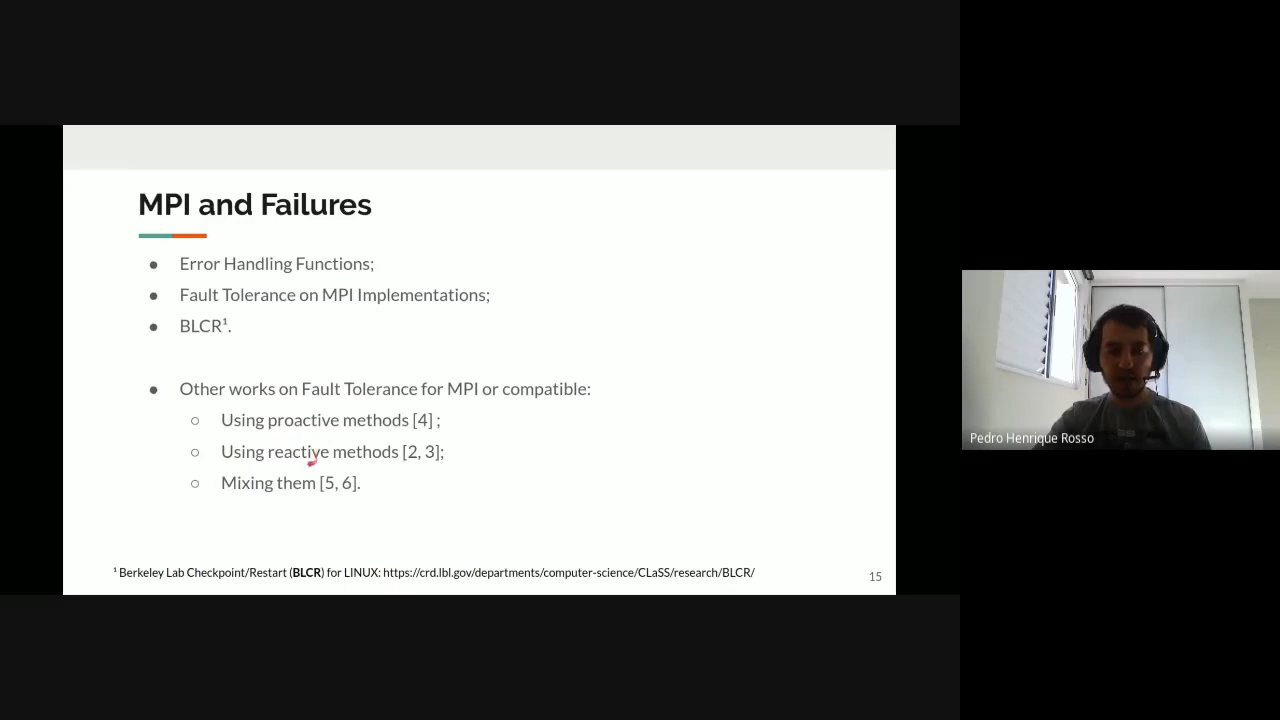 MPI and Failures
● Error Handling Functions;
● Fault Tolerance on MPI Implementations;
● BLCR¹.
● Other works on Fault Tolerance for MPI or compatible:
○ Using proactive methods [4] ;
○ Using reactive methods [2, 3];
○ Mixing them [5, 6].
¹ Berkeley Lab Checkpoint/Restart (BLCR) for LINUX: https://crd.lbl.gov/departments/computer-science/CLaSS/research/BLCR/
15
Pedro Henrique Rosso